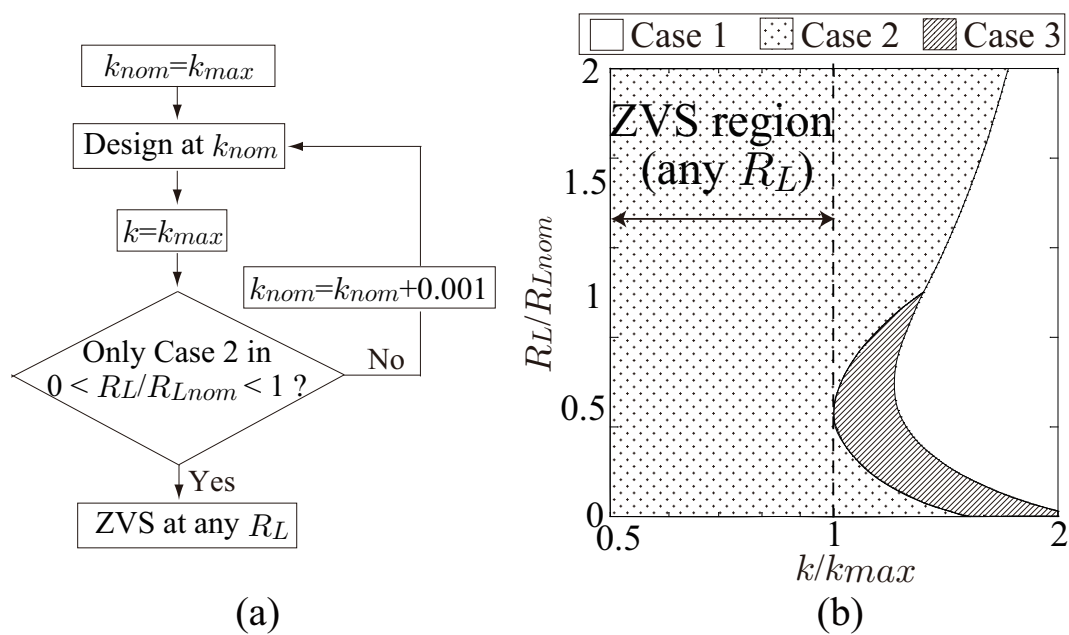 k_nom=k_max
Design at k_nom
k=k_max
k_nom=k_nom+0.001
Only Case 2 in
0 < R_L/R_Lnom < 1 ?
No
Yes
ZVS at any R_L
(a)
Case 1
Case 2
Case 3
ZVS region
(any R_L)
2
1.5
1
0.5
0
R_L/R_Lnom
0.5
1
2
k/k_max
(b)